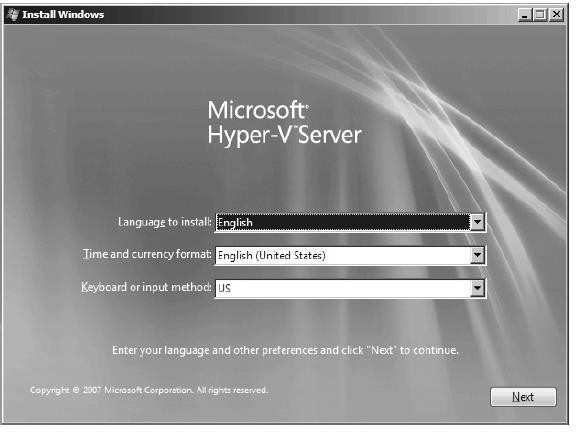 Install Windows
Microsoft®
Hyper-V™Server
Language to install: English
Time and currency format: English (United States)
Keyboard or input method: US
Enter your language and other preferences and click "Next" to continue.
Copyright © 2007 Microsoft Corporation. All rights reserved.
Next